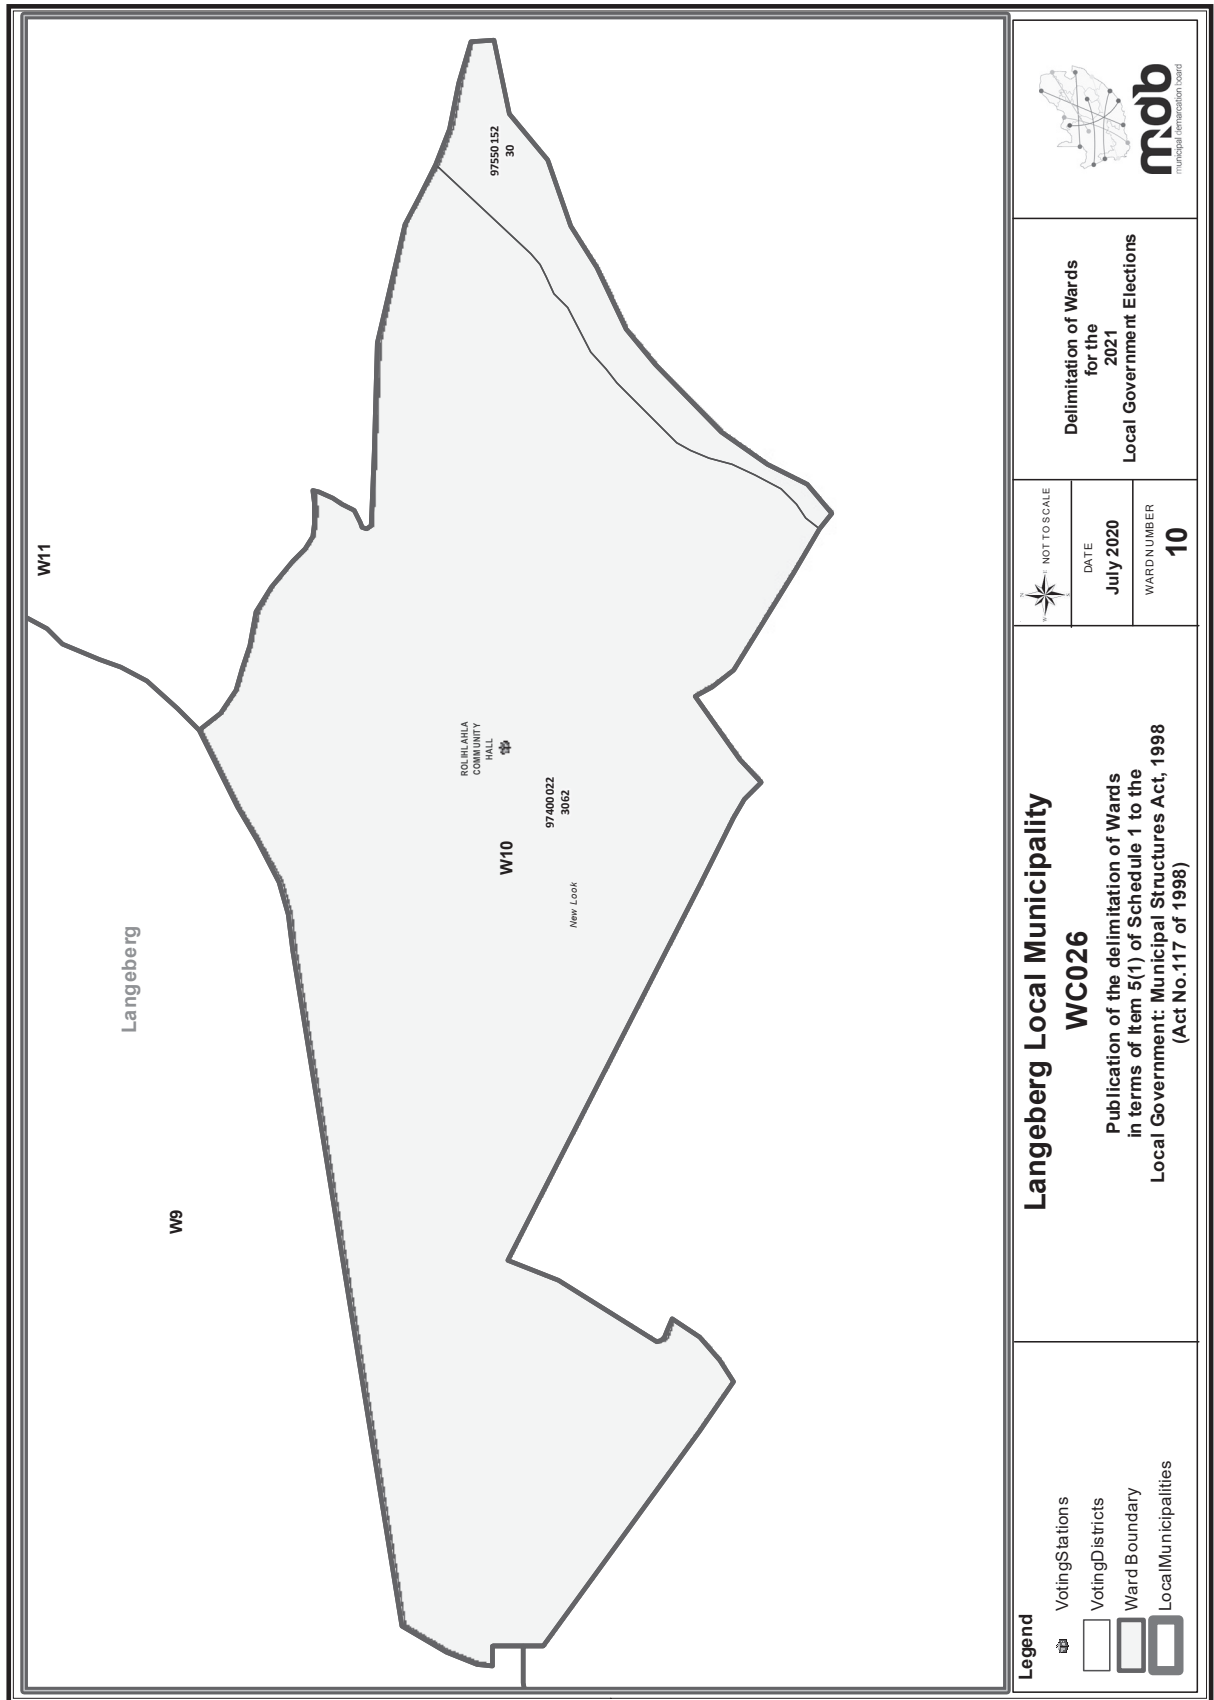 W11
Langeberg
W9
97550152
30
ROLIHLAHLA
COMMUNITY
HALL
97400022
3062
W10
New Look
Legend
VotingStations
VotingDistricts
Ward Boundary
LocalMunicipalities
Langeberg Local Municipality
WC026
Publication of the delimitation of Wards
in terms of Item 5(1) of Schedule 1 to the
Local Government: Municipal Structures Act, 1998
(Act No.117 of 1998)
N
W E
S
NOT TO SCALE
DATE
July 2020
WARD NUMBER
10
Delimitation of Wards
for the
2021
Local Government Elections
mdb
municipal demarcation board